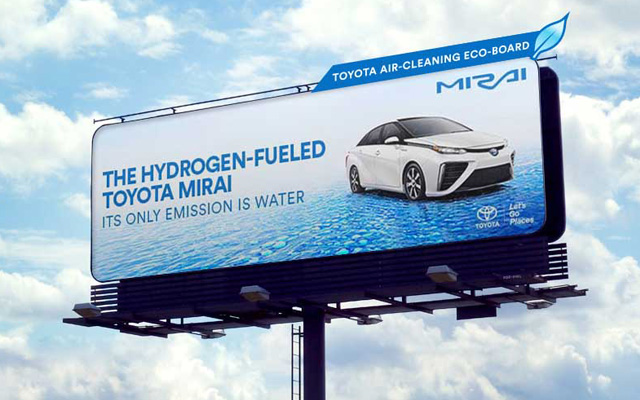 TOYOTA AIR-CLEANING ECO-BOARD
MIRAI
THE HYDROGEN-FUELED
TOYOTA MIRAI
ITS ONLY EMISSION IS WATER
TOYOTA
Let's
Go
Places